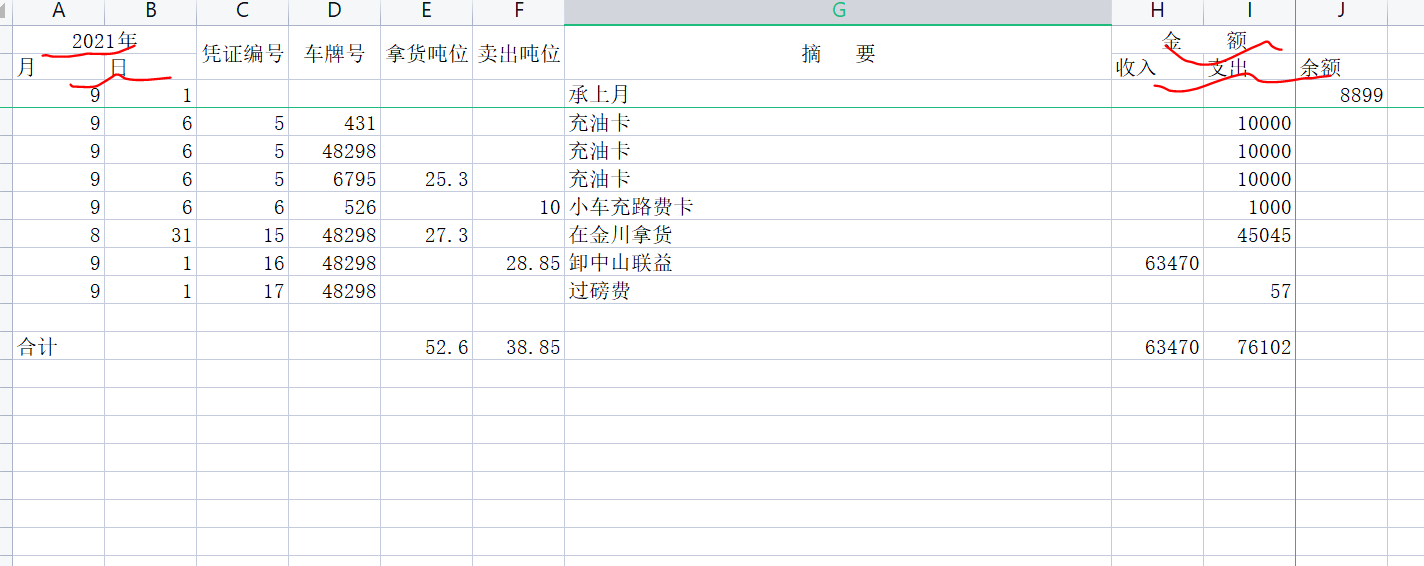 A B C D E F G H I J
2021年 凭证编号 车牌号 拿货吨位 卖出吨位 摘 要 金 额
月 日 收入 支出 余额
9 1 承上月 8899
9 6 5 431 充油卡 10000
9 6 5 48298 充油卡 10000
9 6 5 6795 25.3 充油卡 10000
9 6 6 526 10 小车充路费卡 1000
8 31 15 48298 27.3 在金川拿货 45045
9 1 16 48298 28.85 卸中山联益 63470
9 1 17 48298 过磅费 57
合计 52.6 38.85 63470 76102